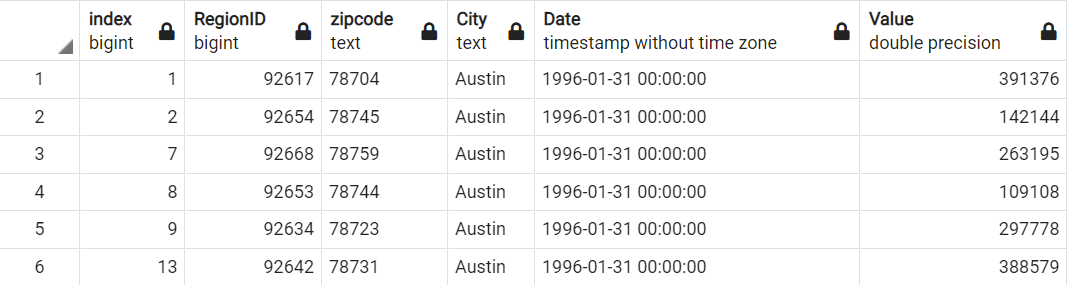 index RegionID zipcode City Date Value
bigint bigint text text timestamp without time zone double precision
1 1 92617 78704 Austin 1996-01-31 00:00:00 391376
2 2 92654 78745 Austin 1996-01-31 00:00:00 142144
3 7 92668 78759 Austin 1996-01-31 00:00:00 263195
4 8 92653 78744 Austin 1996-01-31 00:00:00 109108
5 9 92634 78723 Austin 1996-01-31 00:00:00 297778
6 13 92642 78731 Austin 1996-01-31 00:00:00 388579